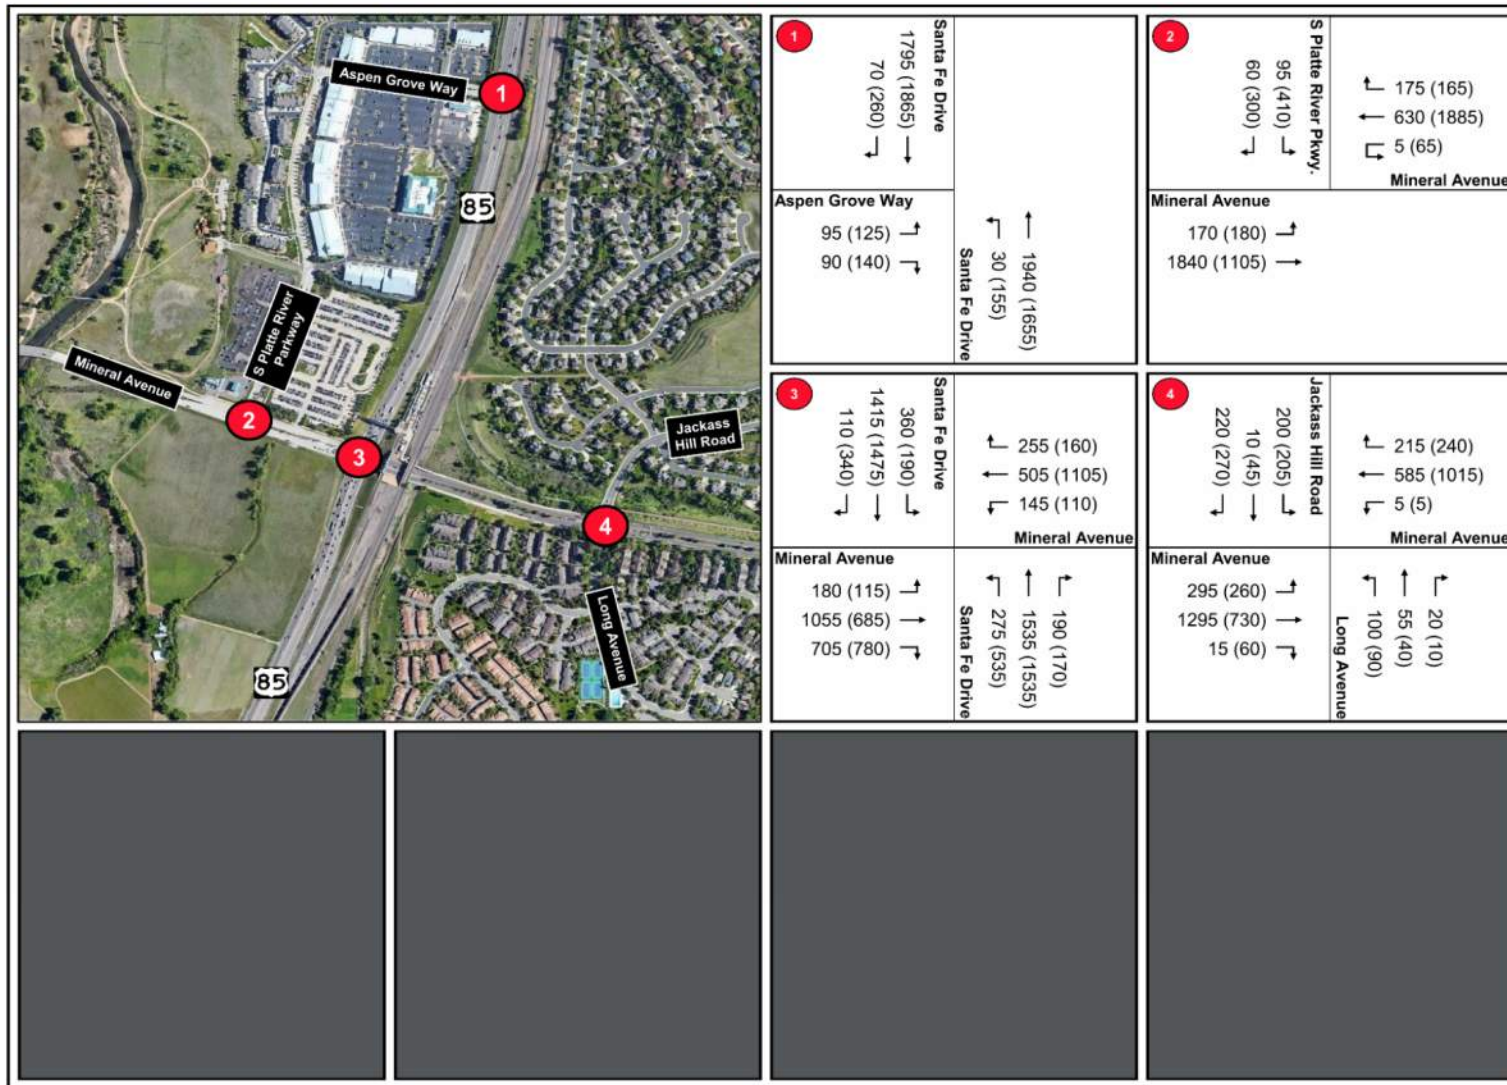 Aspen Grove Way
1
85
S Platte River
Parkway
Mineral Avenue
2
3
Jackass
Hill Road
4
Long Avenue
85
1
Santa Fe Drive
1795 (1865)
70 (260)
Aspen Grove Way
95 (125)
90 (140)
1940 (1655)
30 (155)
Santa Fe Drive
2
S Platte River Pkwy.
95 (410)
60 (300)
175 (165)
630 (1885)
5 (65)
Mineral Avenue
Mineral Avenue
170 (180)
1840 (1105)
3
Santa Fe Drive
360 (190)
1415 (1475)
110 (340)
255 (160)
505 (1105)
145 (110)
Mineral Avenue
Mineral Avenue
180 (115)
1055 (685)
705 (780)
190 (170)
1535 (1535)
275 (535)
Santa Fe Drive
4
Jackass Hill Road
200 (205)
10 (45)
220 (270)
215 (240)
585 (1015)
5 (5)
Mineral Avenue
Mineral Avenue
295 (260)
1295 (730)
15 (60)
20 (10)
55 (40)
100 (90)
Long Avenue